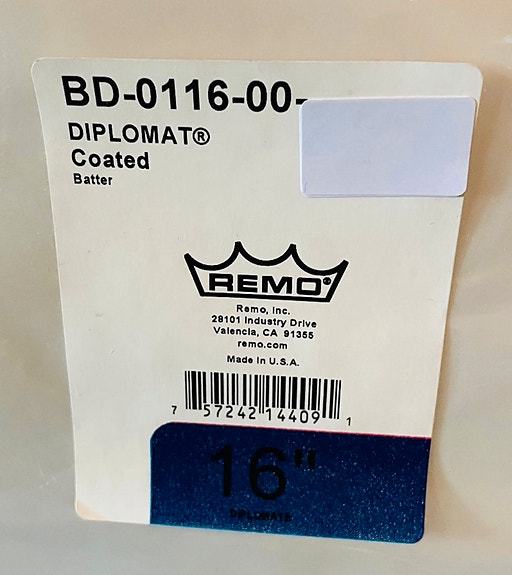 BD-0116-00-
DIPLOMAT®
Coated
Batter
REMO®
Remo, Inc.
28101 Industry Drive
Valencia, CA 91355
remo.com
Made in U.S.A.
7 57242 14409 1
16"
DIPLOMATS